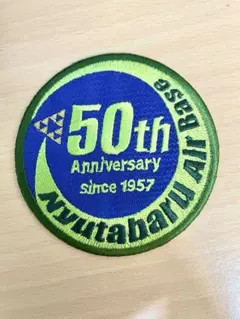 50th
Anniversary
since 1957
Nyutabaru Air Base